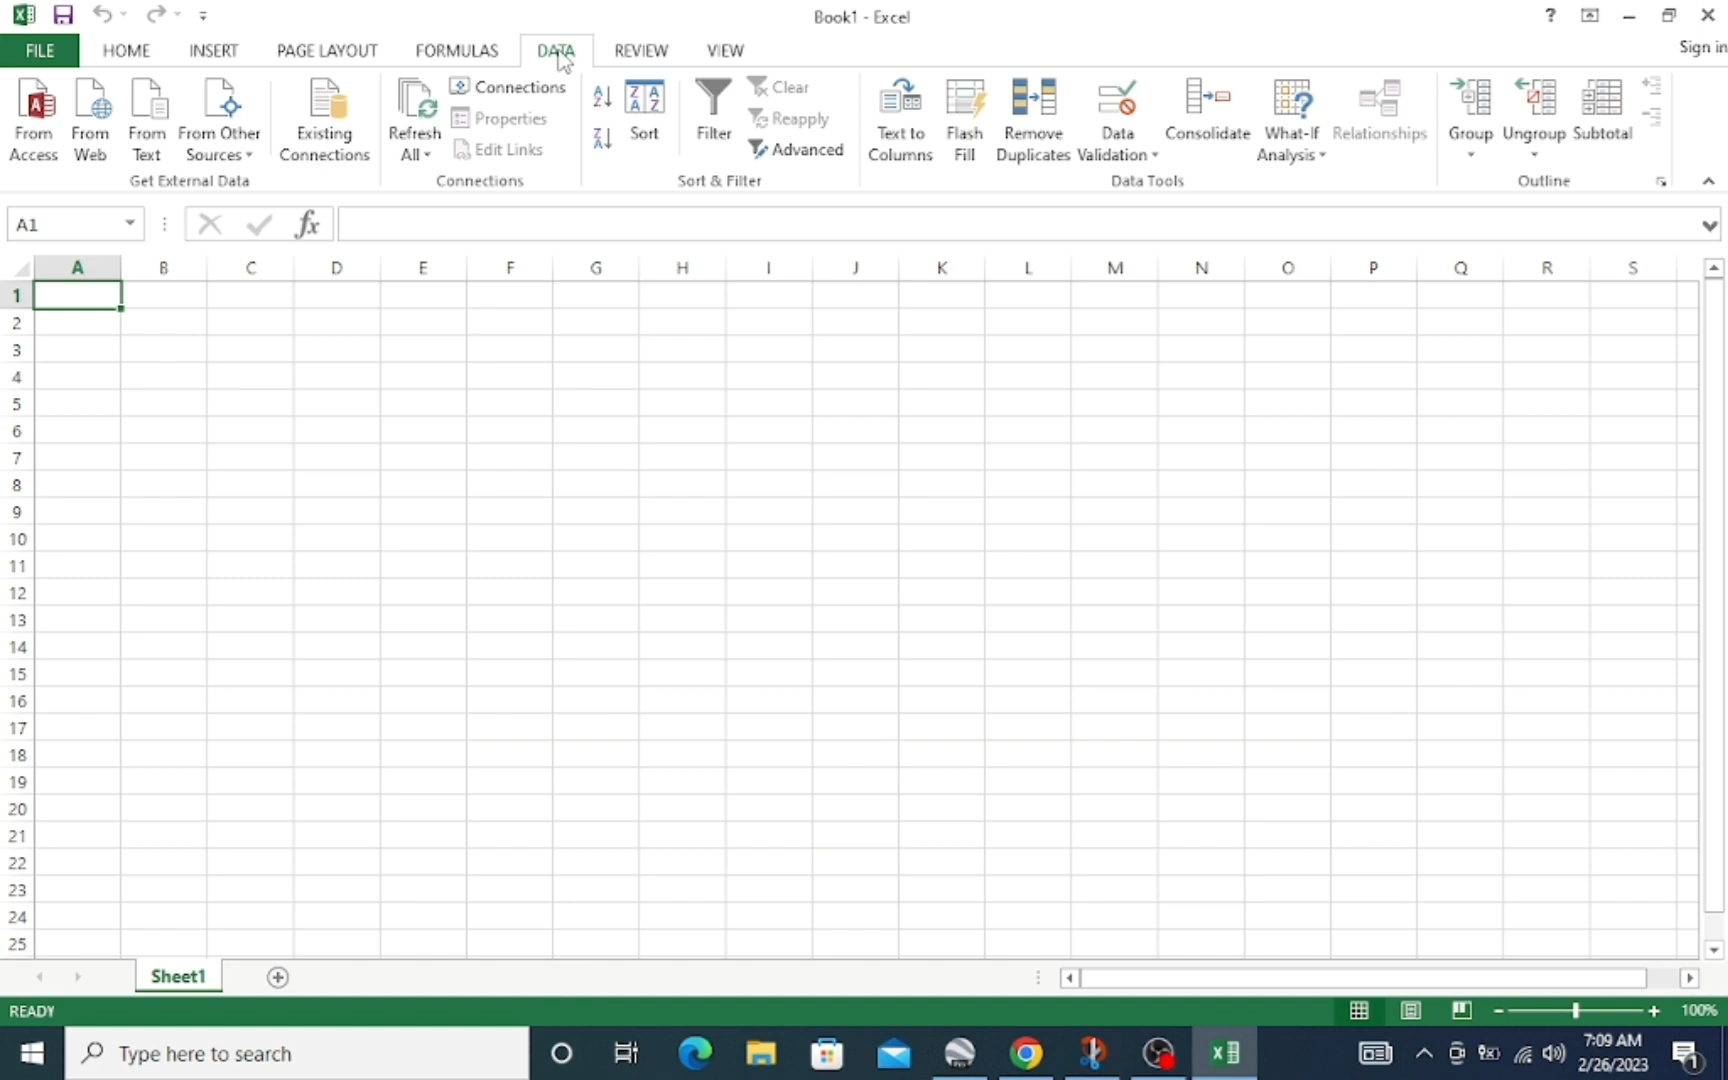 Book1 - Excel
?
FILE HOME INSERT PAGE LAYOUT FORMULAS DATA REVIEW VIEW Sign in
From Access
From Web
From Text
From Other Sources
Existing Connections
Get External Data
Refresh All
Connections
Properties
Edit Links
Connections
Sort
Filter
Clear
Reapply
Advanced
Sort & Filter
Text to Columns
Flash Fill
Remove Duplicates
Data Validation
Consolidate
What-If Analysis
Relationships
Data Tools
Group
Ungroup
Subtotal
Outline
A1 fx
A B C D E F G H I J K L M N O P Q R S
1
2
3
4
5
6
7
8
9
10
11
12
13
14
15
16
17
18
19
20
21
22
23
24
25
Sheet1
READY 100%
Type here to search
7:09 AM
2/26/2023
1